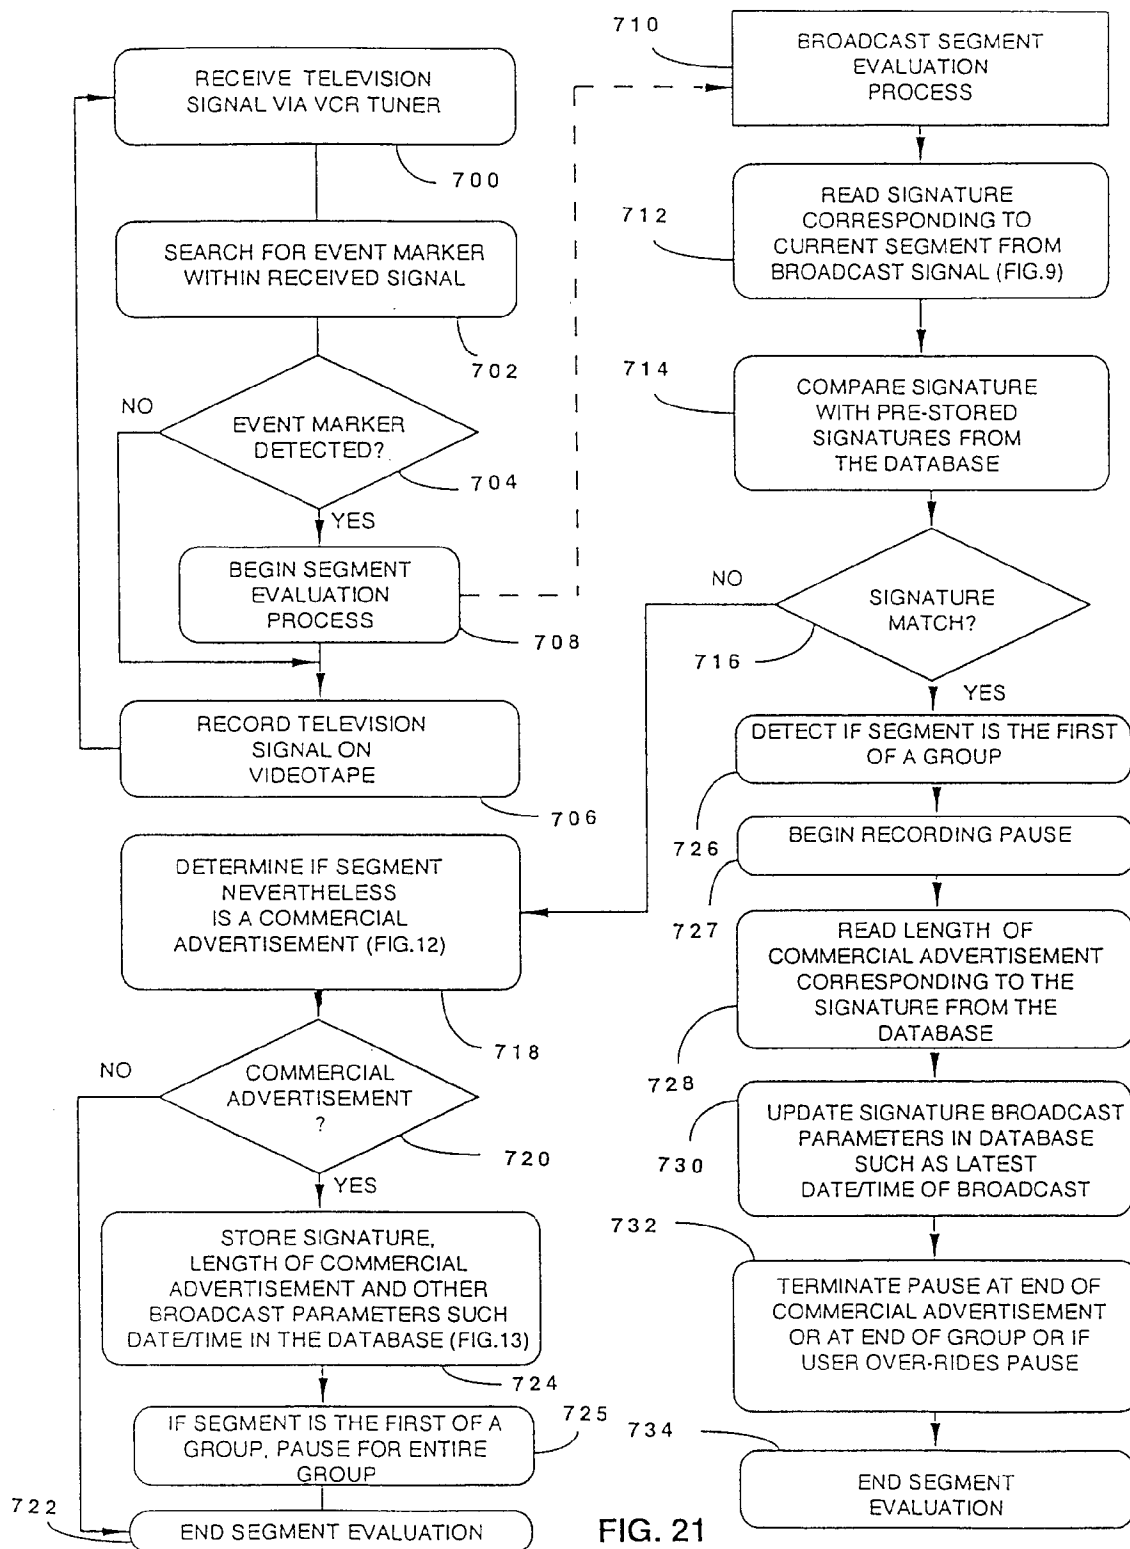 RECEIVE TELEVISION
SIGNAL VIA VCR TUNER
700
SEARCH FOR EVENT MARKER
WITHIN RECEIVED SIGNAL
702
NO
EVENT MARKER
DETECTED?
704
YES
BEGIN SEGMENT
EVALUATION
PROCESS
708
RECORD TELEVISION
SIGNAL ON
VIDEOTAPE
706
DETERMINE IF SEGMENT
NEVERTHELESS
IS A COMMERCIAL
ADVERTISEMENT (FIG.12)
718
NO
COMMERCIAL
ADVERTISEMENT
?
720
YES
STORE SIGNATURE,
LENGTH OF COMMERCIAL
ADVERTISEMENT AND OTHER
BROADCAST PARAMETERS SUCH
DATE/TIME IN THE DATABASE (FIG.13)
724
IF SEGMENT IS THE FIRST OF A
GROUP, PAUSE FOR ENTIRE
GROUP
725
722
END SEGMENT EVALUATION
710
BROADCAST SEGMENT
EVALUATION
PROCESS
712
READ SIGNATURE
CORRESPONDING TO
CURRENT SEGMENT FROM
BROADCAST SIGNAL (FIG.9)
714
COMPARE SIGNATURE
WITH PRE-STORED
SIGNATURES FROM
THE DATABASE
NO
SIGNATURE
MATCH?
716
YES
DETECT IF SEGMENT IS THE FIRST
OF A GROUP
726
BEGIN RECORDING PAUSE
727
READ LENGTH OF
COMMERCIAL ADVERTISEMENT
CORRESPONDING TO THE
SIGNATURE FROM THE
DATABASE
728
UPDATE SIGNATURE BROADCAST
PARAMETERS IN DATABASE
SUCH AS LATEST
DATE/TIME OF BROADCAST
730
732
TERMINATE PAUSE AT END OF
COMMERCIAL ADVERTISEMENT
OR AT END OF GROUP OR IF
USER OVER-RIDES PAUSE
734
END SEGMENT
EVALUATION
FIG. 21